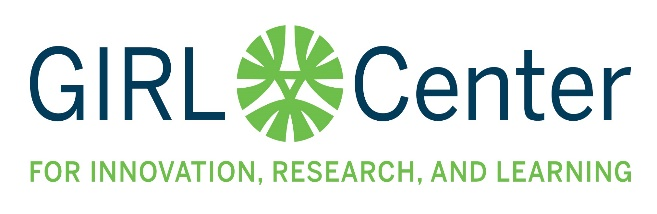 GIRL Center
FOR INNOVATION, RESEARCH, AND LEARNING